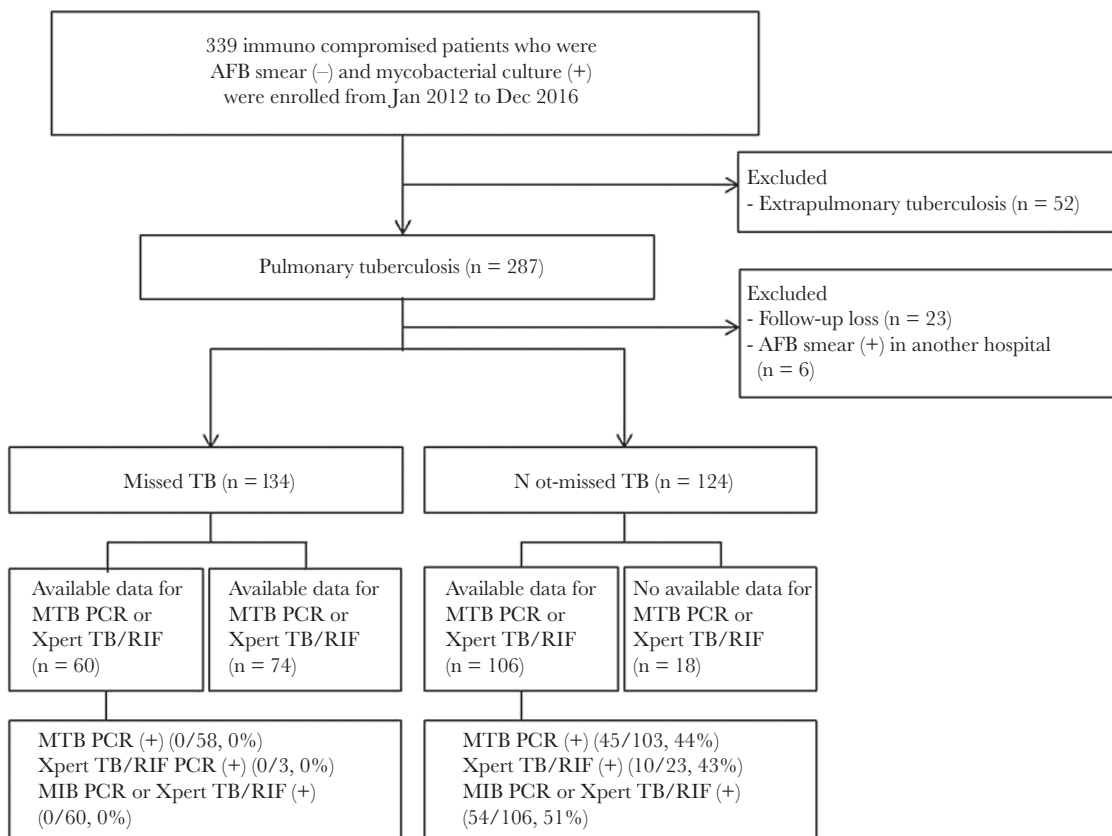 339 immuno compromised patients who were
AFB smear (–) and mycobacterial culture (+)
were enrolled from Jan 2012 to Dec 2016
Excluded
- Extrapulmonary tuberculosis (n = 52)
Pulmonary tuberculosis (n = 287)
Excluded
- Follow-up loss (n = 23)
- AFB smear (+) in another hospital
(n = 6)
Missed TB (n = l34)
N ot-missed TB (n = 124)
Available data for
MTB PCR or
Xpert TB/RIF
(n = 60)
Available data for
MTB PCR or
Xpert TB/RIF
(n = 74)
Available data for
MTB PCR or
Xpert TB/RIF
(n = 106)
No available data for
MTB PCR or
Xpert TB/RIF
(n = 18)
MTB PCR (+) (0/58, 0%)
Xpert TB/RIF PCR (+) (0/3, 0%)
MIB PCR or Xpert TB/RIF (+)
(0/60, 0%)
MTB PCR (+) (45/103, 44%)
Xpert TB/RIF (+) (10/23, 43%)
MIB PCR or Xpert TB/RIF (+)
(54/106, 51%)